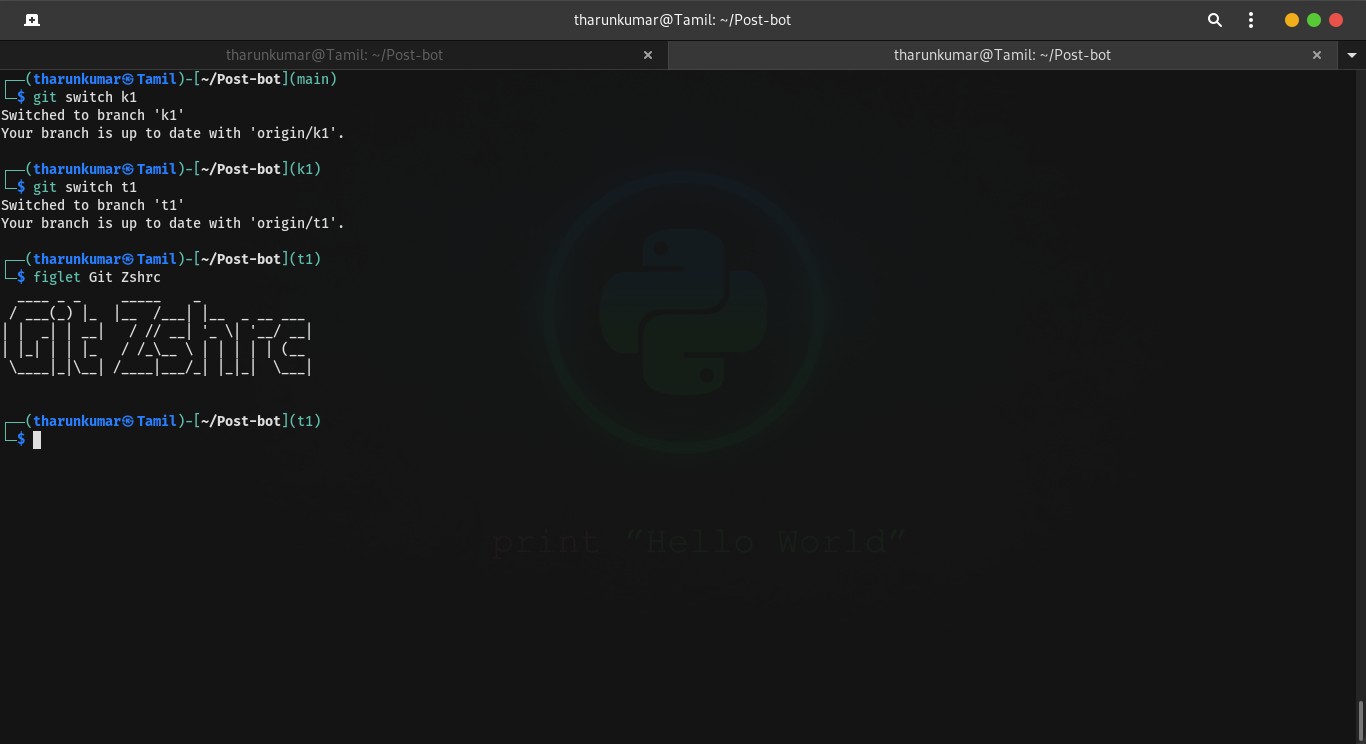 tharunkumar@Tamil: ~/Post-bot
tharunkumar@Tamil: ~/Post-bot
tharunkumar@Tamil: ~/Post-bot
┌──(tharunkumar㉿Tamil)-[~/Post-bot](main)
└─$ git switch k1
Switched to branch 'k1'
Your branch is up to date with 'origin/k1'.
┌──(tharunkumar㉿Tamil)-[~/Post-bot](k1)
└─$ git switch t1
Switched to branch 't1'
Your branch is up to date with 'origin/t1'.
┌──(tharunkumar㉿Tamil)-[~/Post-bot](t1)
└─$ figlet Git Zshrc
Git Zshrc
┌──(tharunkumar㉿Tamil)-[~/Post-bot](t1)
└─$
print "Hello World"